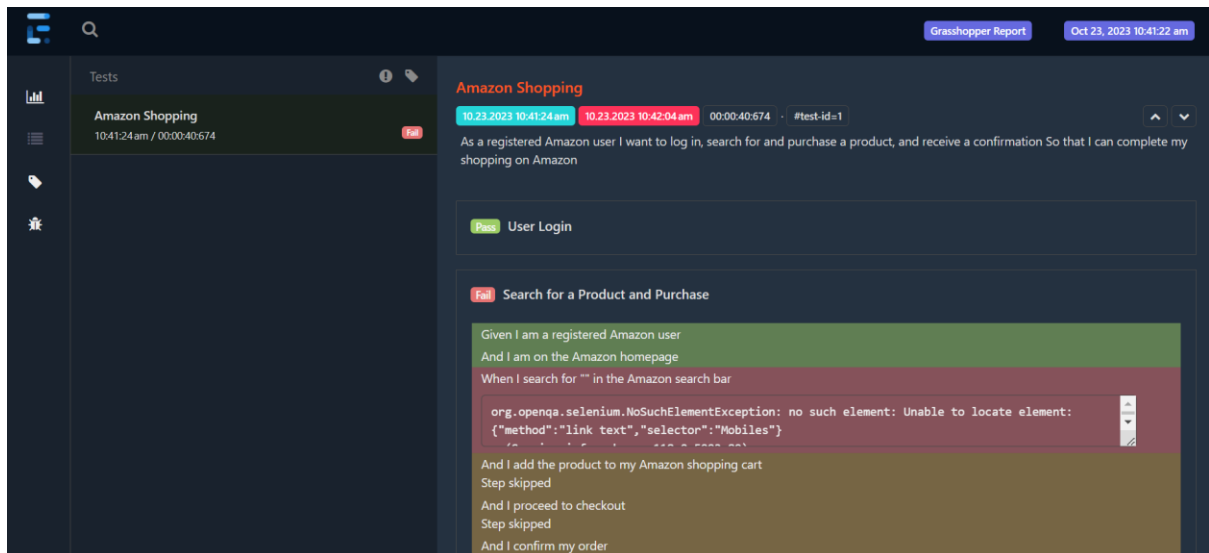 Grasshopper Report
Oct 23, 2023 10:41:22 am
Tests
Amazon Shopping
10:41:24 am / 00:00:40:674
Fail
Amazon Shopping
10.23.2023 10:41:24 am 10.23.2023 10:42:04 am 00:00:40:674 · #test-id=1
As a registered Amazon user I want to log in, search for and purchase a product, and receive a confirmation So that I can complete my
shopping on Amazon
Pass User Login
Fail Search for a Product and Purchase
Given I am a registered Amazon user
And I am on the Amazon homepage
When I search for "" in the Amazon search bar
org.openqa.selenium.NoSuchElementException: no such element: Unable to locate element:
{"method":"link text","selector":"Mobiles"}
And I add the product to my Amazon shopping cart
Step skipped
And I proceed to checkout
Step skipped
And I confirm my order